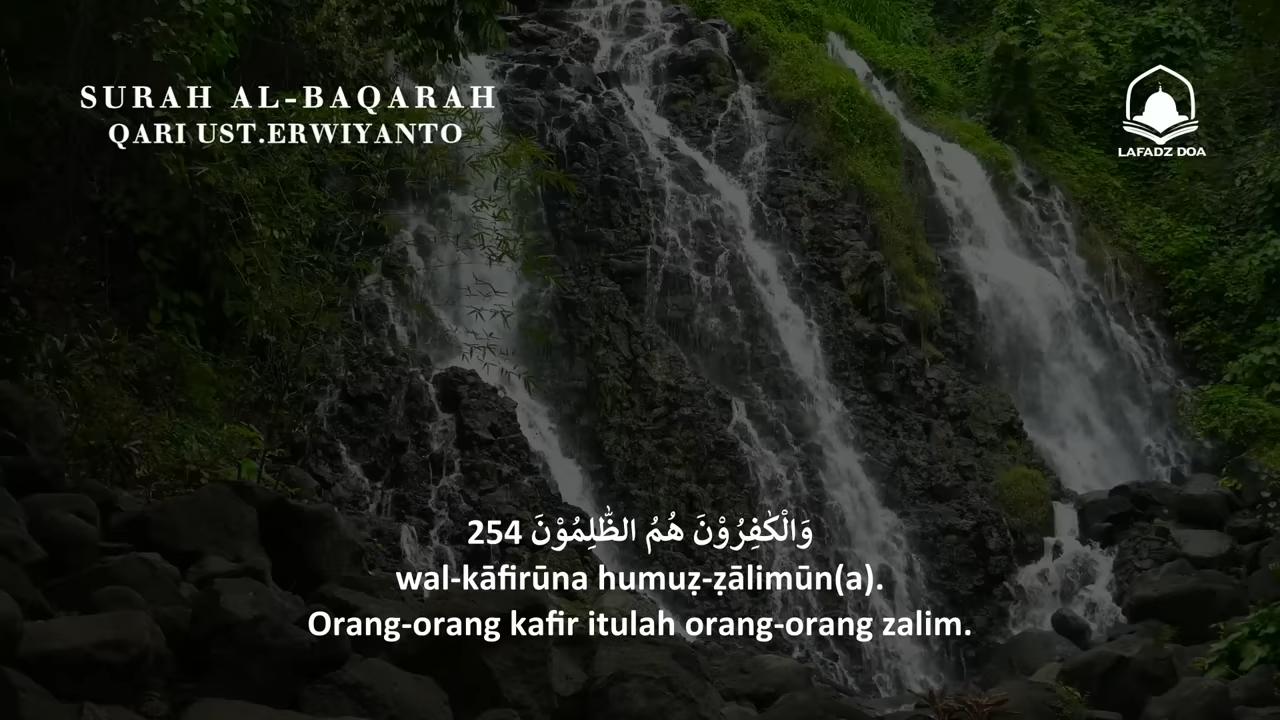 SURAH AL-BAQARAH
QARI UST.ERWIYANTO
LAFADZ DOA
وَالْكٰفِرُوْنَ هُمُ الظّٰلِمُوْنَ 254
wal-kāfirūna humuẓ-ẓālimūn(a).
Orang-orang kafir itulah orang-orang zalim.